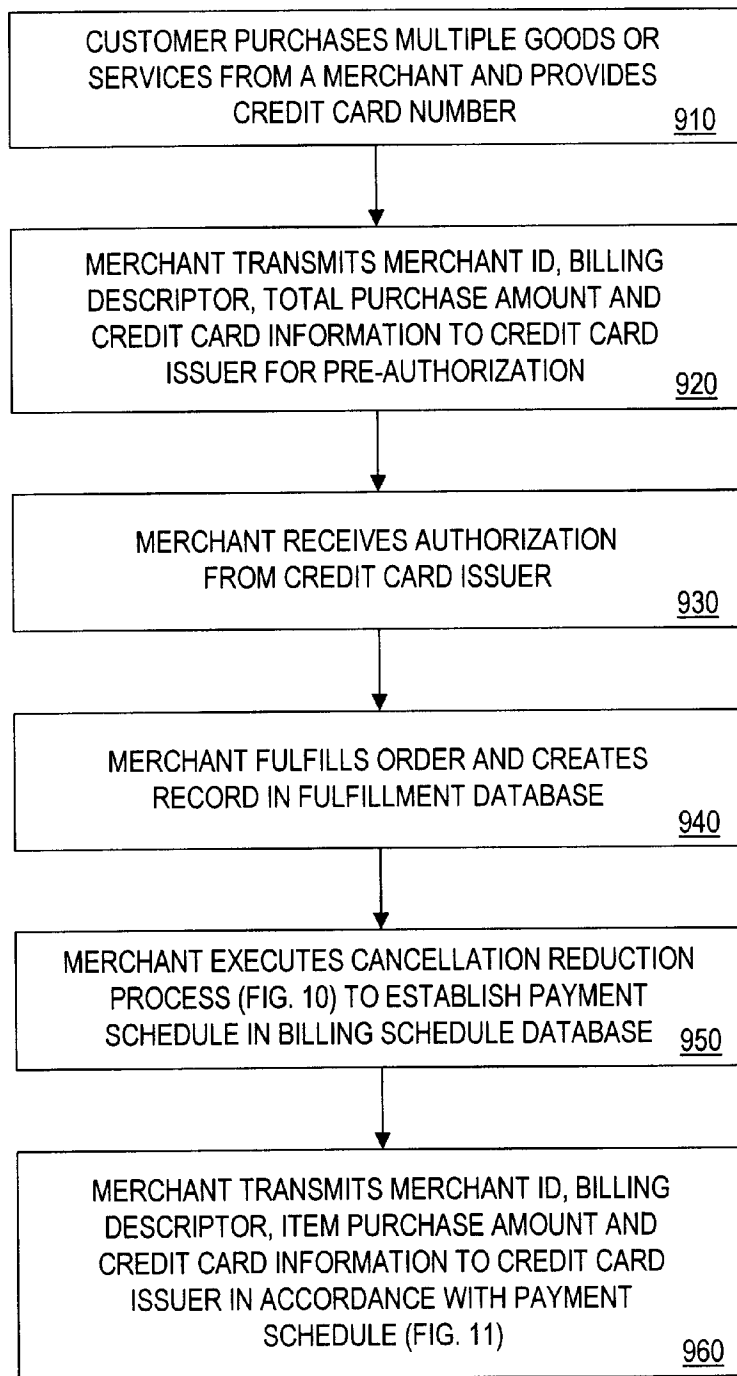 CUSTOMER PURCHASES MULTIPLE GOODS OR
SERVICES FROM A MERCHANT AND PROVIDES
CREDIT CARD NUMBER
910
MERCHANT TRANSMITS MERCHANT ID, BILLING
DESCRIPTOR, TOTAL PURCHASE AMOUNT AND
CREDIT CARD INFORMATION TO CREDIT CARD
ISSUER FOR PRE-AUTHORIZATION
920
MERCHANT RECEIVES AUTHORIZATION
FROM CREDIT CARD ISSUER
930
MERCHANT FULFILLS ORDER AND CREATES
RECORD IN FULFILLMENT DATABASE
940
MERCHANT EXECUTES CANCELLATION REDUCTION
PROCESS (FIG. 10) TO ESTABLISH PAYMENT
SCHEDULE IN BILLING SCHEDULE DATABASE
950
MERCHANT TRANSMITS MERCHANT ID, BILLING
DESCRIPTOR, ITEM PURCHASE AMOUNT AND
CREDIT CARD INFORMATION TO CREDIT CARD
ISSUER IN ACCORDANCE WITH PAYMENT
SCHEDULE (FIG. 11)
960